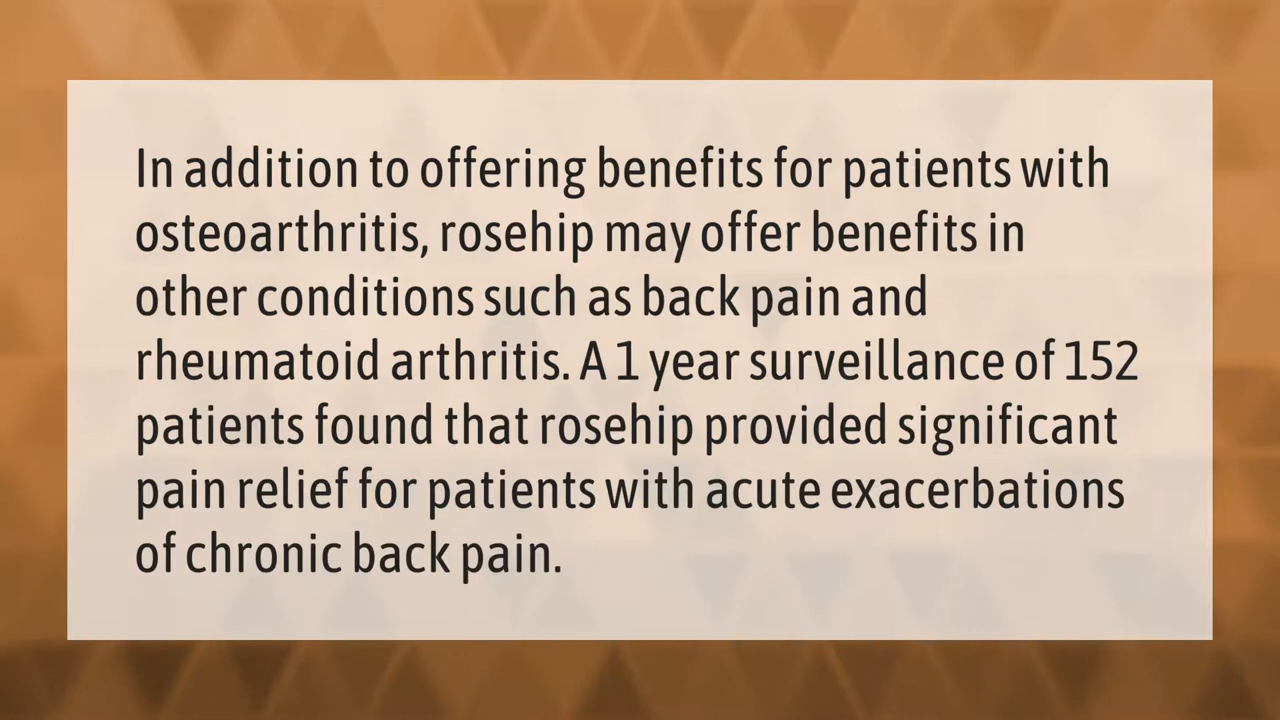 In addition to offering benefits for patients with
osteoarthritis, rosehip may offer benefits in
other conditions such as back pain and
rheumatoid arthritis. A 1 year surveillance of 152
patients found that rosehip provided significant
pain relief for patients with acute exacerbations
of chronic back pain.